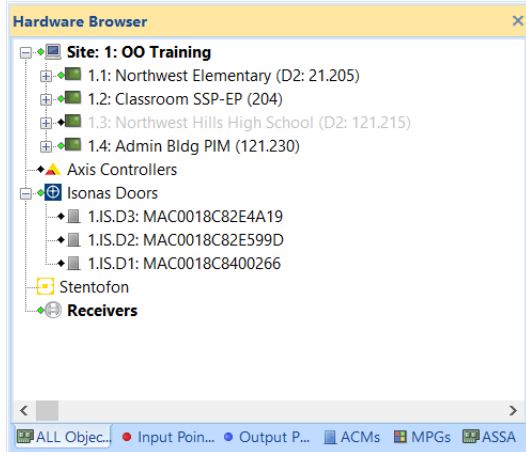 Hardware Browser
Site: 1: OO Training
1.1: Northwest Elementary (D2: 21.205)
1.2: Classroom SSP-EP (204)
1.3: Northwest Hills High School (D2: 121.215)
1.4: Admin Bldg PIM (121.230)
Axis Controllers
Isonas Doors
1.IS.D3: MAC0018C82E4A19
1.IS.D2: MAC0018C82E599D
1.IS.D1: MAC0018C8400266
Stentofon
Receivers
ALL Objec... Input Poin... Output P... ACMs MPGs ASSA